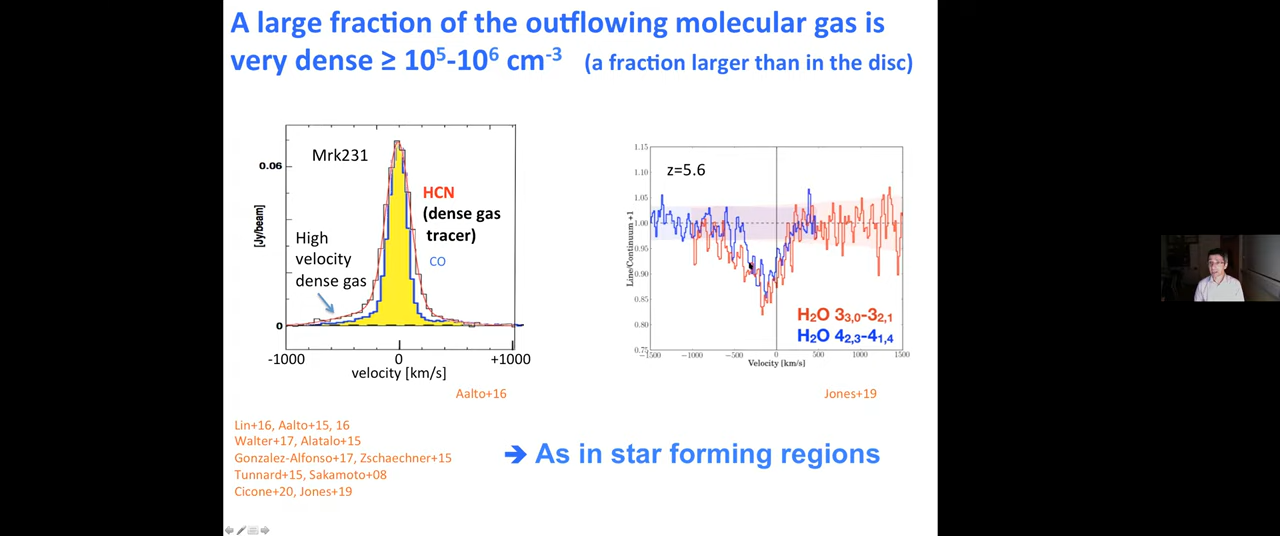 A large fraction of the outflowing molecular gas is
very dense ≥ 10⁵-10⁶ cm⁻³ (a fraction larger than in the disc)
Mrk231
0.06
HCN
(dense gas
tracer)
CO
[Jy/beam]
High
velocity
dense gas
0
-1000
0
+1000
velocity [km/s]
Aalto+16
z=5.6
1.15
1.10
1.05
1.00
0.95
0.90
0.85
0.80
0.75
Line/Continuum+1
H₂O 3₃,₀-3₂,₁
H₂O 4₂,₃-4₁,₄
−1500
−1000
−500
0
500
1000
1500
Velocity [km/s]
Jones+19
Lin+16, Aalto+15, 16
Walter+17, Alatalo+15
Gonzalez-Alfonso+17, Zschaechner+15
Tunnard+15, Sakamoto+08
Cicone+20, Jones+19
➔ As in star forming regions